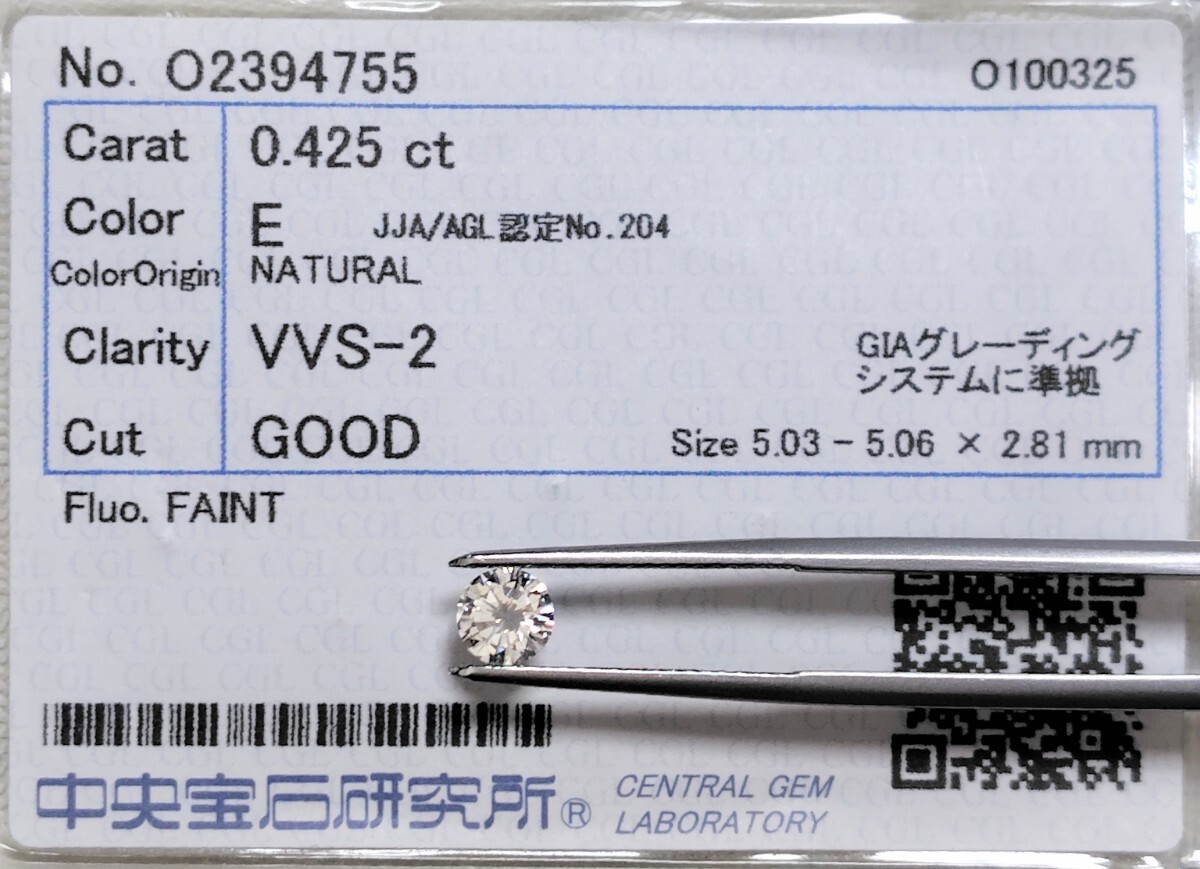 No. O2394755 O100325
Carat 0.425 ct
Color E JJA/AGL認定No.204
ColorOrigin NATURAL
Clarity VVS-2 GIAグレーディング
システムに準拠
Cut GOOD Size 5.03 - 5.06 × 2.81 mm
Fluo. FAINT
中央宝石研究所® CENTRAL GEM
LABORATORY